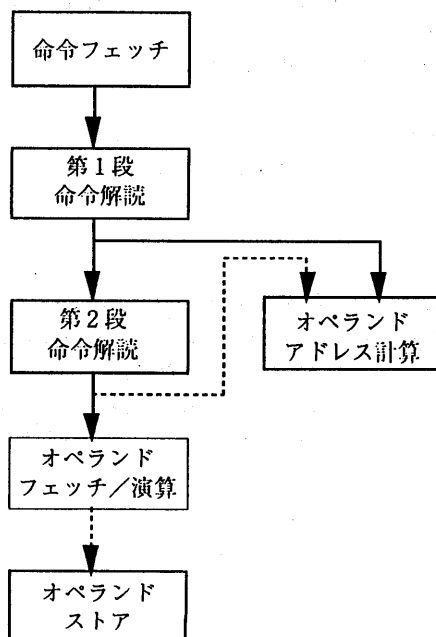 命令フェッチ
第1段
命令解読
第2段
命令解読
オペランド
アドレス計算
オペランド
フェッチ／演算
オペランド
ストア